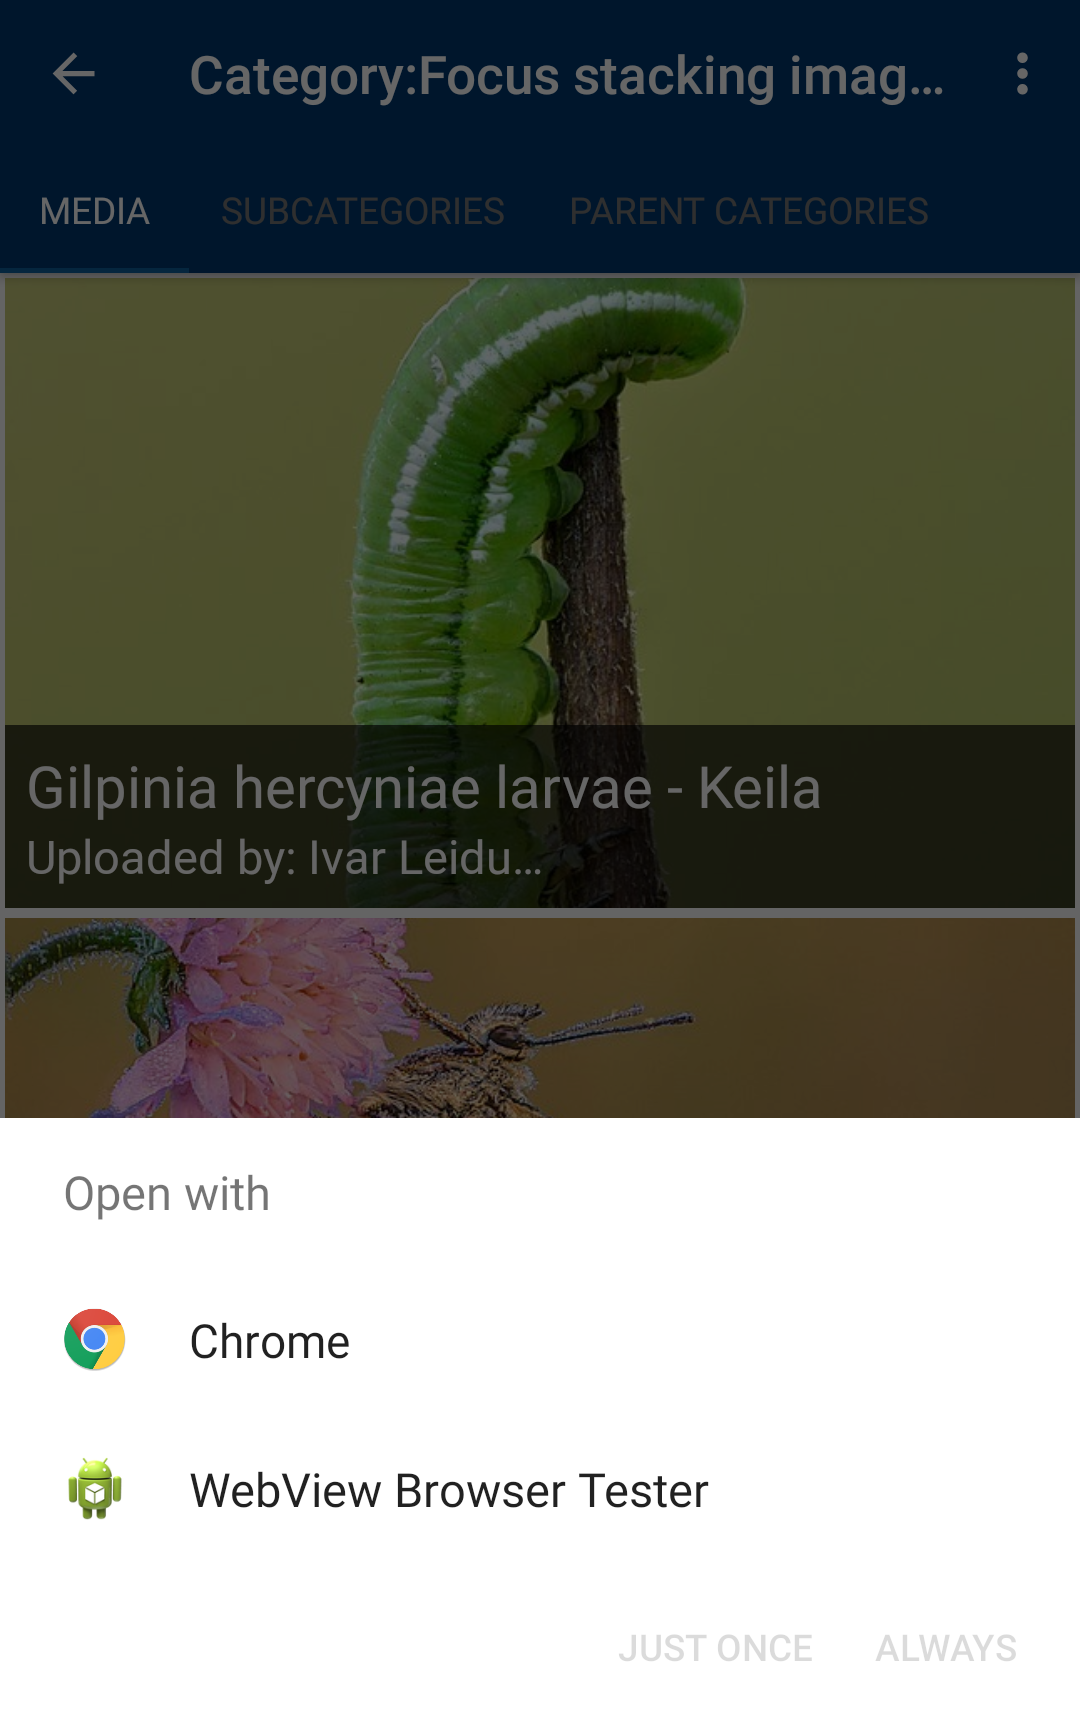 Category:Focus stacking imag...
MEDIA SUBCATEGORIES PARENT CATEGORIES
Gilpinia hercyniae larvae - Keila
Uploaded by: Ivar Leidu...
Open with
Chrome
WebView Browser Tester
JUST ONCE ALWAYS